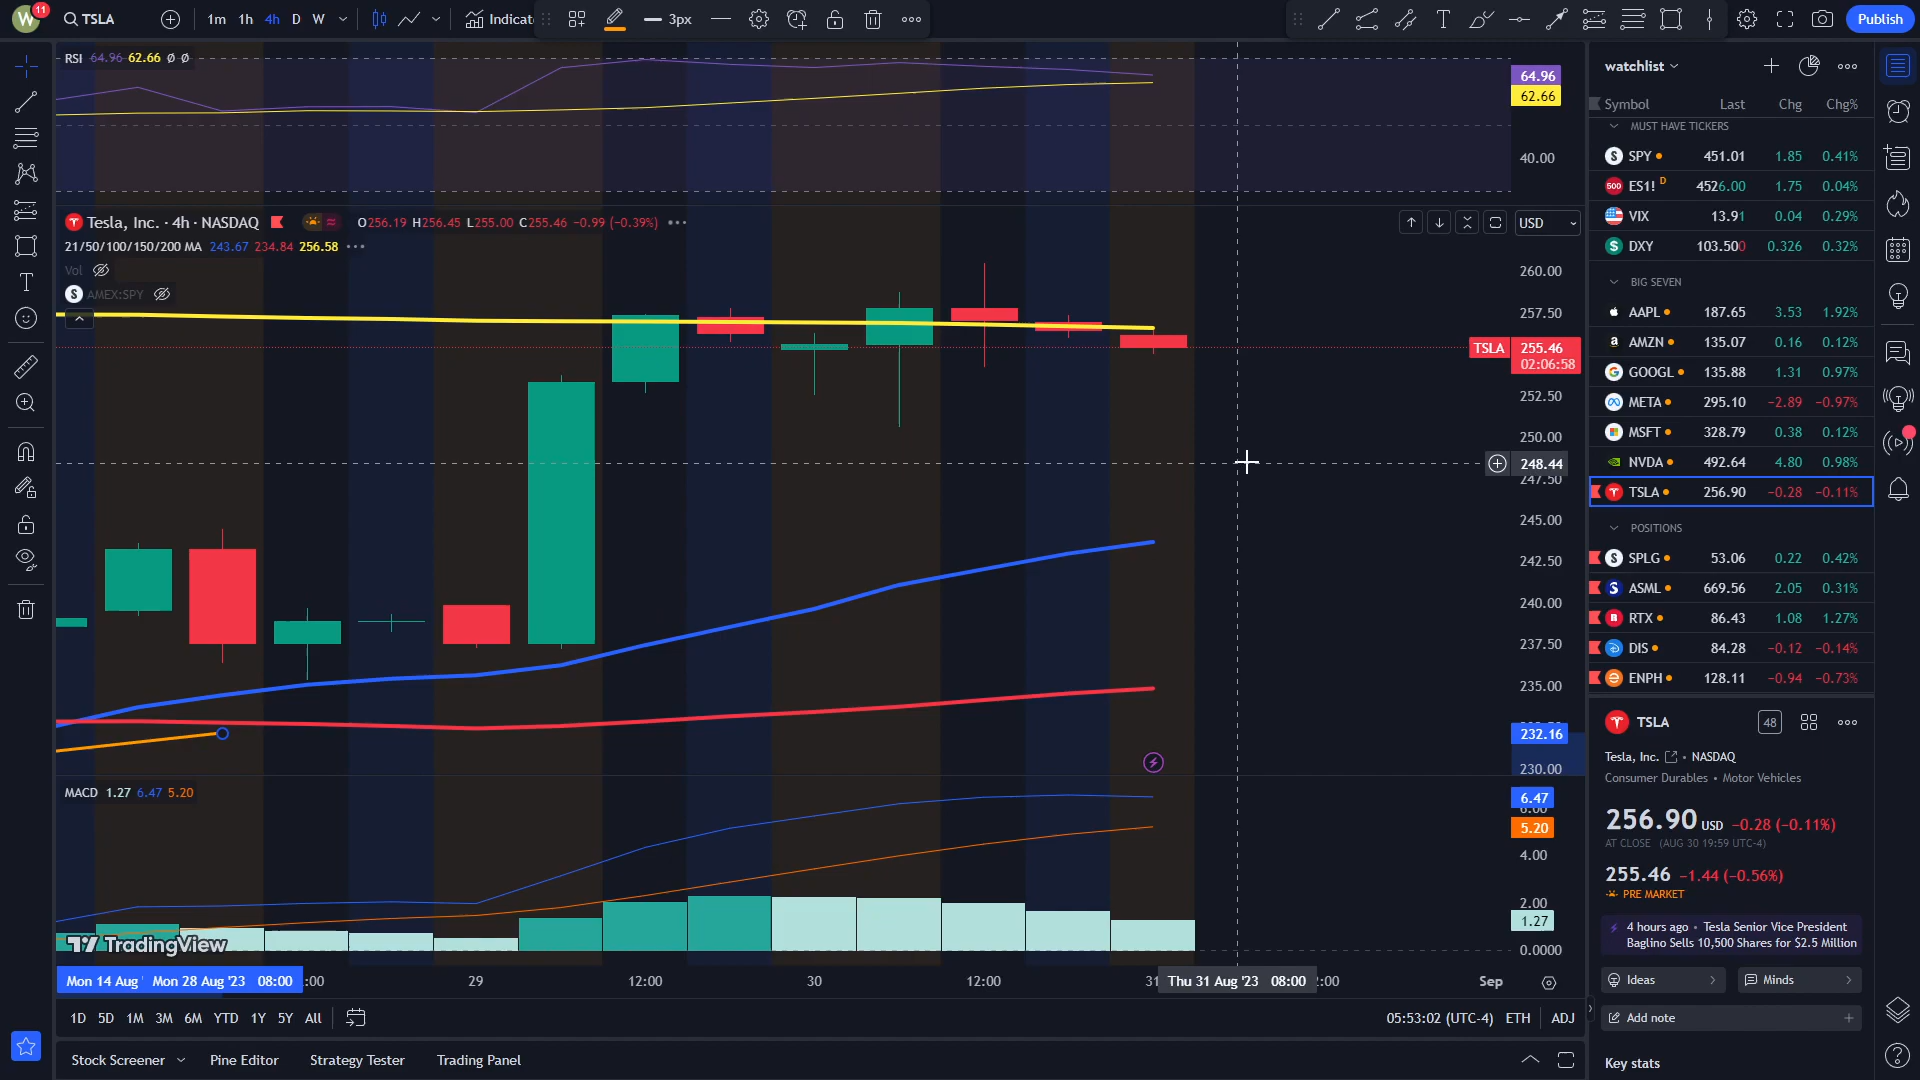 W 11 TSLA 1m 1h 4h D W Indicat 3px Publish
RSI 64.96 62.66 Ø Ø
64.96
62.66
40.00
Tesla, Inc. · 4h · NASDAQ O256.19 H256.45 L255.00 C255.46 −0.99 (−0.39%)
USD
21/50/100/150/200 MA 243.67 234.84 256.58
Vol
S AMEX:SPY
260.00
257.50
TSLA 255.46
02:06:58
252.50
250.00
248.44
247.50
245.00
242.50
240.00
237.50
235.00
232.16
230.00
MACD 1.27 6.47 5.20
6.47
6.00
5.20
4.00
2.00
1.27
0.0000
TradingView
Mon 14 Aug ' Mon 28 Aug '23 08:00 :00 29 12:00 30 12:00 31 Thu 31 Aug '23 08:00 2:00 Sep
1D 5D 1M 3M 6M YTD 1Y 5Y All 05:53:02 (UTC-4) ETH ADJ
Stock Screener Pine Editor Strategy Tester Trading Panel
watchlist
Symbol Last Chg Chg%
MUST HAVE TICKERS
SPY 451.01 1.85 0.41%
500 ES1! D 4526.00 1.75 0.04%
VIX 13.91 0.04 0.29%
DXY 103.500 0.326 0.32%
BIG SEVEN
AAPL 187.65 3.53 1.92%
AMZN 135.07 0.16 0.12%
GOOGL 135.88 1.31 0.97%
META 295.10 −2.89 −0.97%
MSFT 328.79 0.38 0.12%
NVDA 492.64 4.80 0.98%
TSLA 256.90 −0.28 −0.11%
POSITIONS
SPLG 53.06 0.22 0.42%
ASML 669.56 2.05 0.31%
RTX 86.43 1.08 1.27%
DIS 84.28 −0.12 −0.14%
ENPH 128.11 −0.94 −0.73%
TSLA 48
Tesla, Inc. • NASDAQ
Consumer Durables • Motor Vehicles
256.90 USD −0.28 (−0.11%)
AT CLOSE (AUG 30 19:59 UTC-4)
255.46 −1.44 (−0.56%)
PRE MARKET
4 hours ago • Tesla Senior Vice President
Baglino Sells 10,500 Shares for $2.5 Million
Ideas Minds
Add note
Key stats